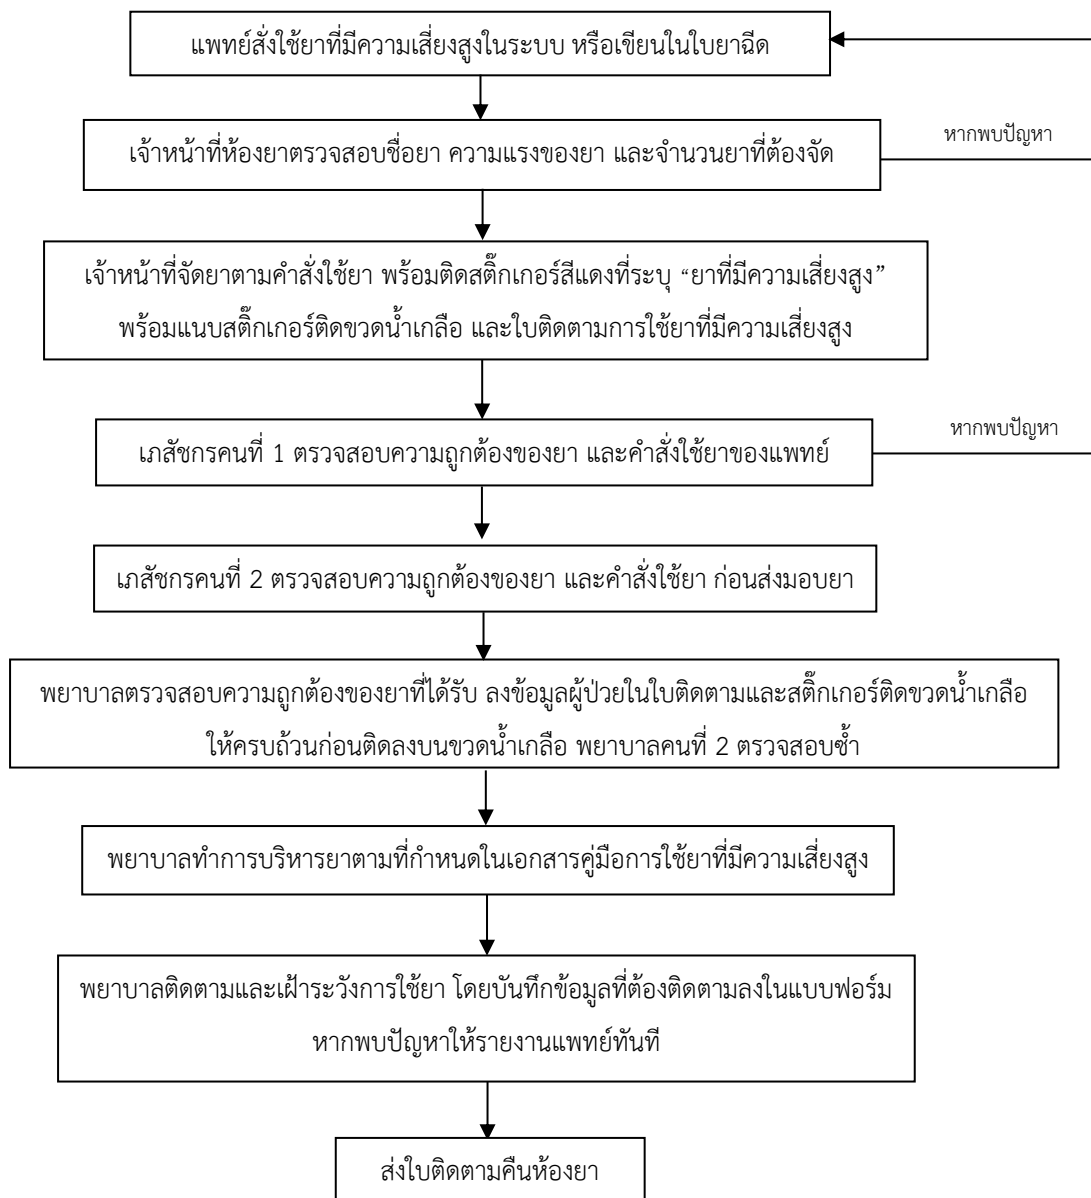 แพทย์สั่งใช้ยาที่มีความเสี่ยงสูงในระบบ หรือเขียนในใบยาฉีด
เจ้าหน้าที่ห้องยาตรวจสอบชื่อยา ความแรงของยา และจำนวนยาที่ต้องจัด
หากพบปัญหา
เจ้าหน้าที่จัดยาตามคำสั่งใช้ยา พร้อมติดสติ๊กเกอร์สีแดงที่ระบุ “ยาที่มีความเสี่ยงสูง”
พร้อมแนบสติ๊กเกอร์ติดขวดน้ำเกลือ และใบติดตามการใช้ยาที่มีความเสี่ยงสูง
เภสัชกรคนที่ 1 ตรวจสอบความถูกต้องของยา และคำสั่งใช้ยาของแพทย์
หากพบปัญหา
เภสัชกรคนที่ 2 ตรวจสอบความถูกต้องของยา และคำสั่งใช้ยา ก่อนส่งมอบยา
พยาบาลตรวจสอบความถูกต้องของยาที่ได้รับ ลงข้อมูลผู้ป่วยในใบติดตามและสติ๊กเกอร์ติดขวดน้ำเกลือ
ให้ครบถ้วนก่อนติดลงบนขวดน้ำเกลือ พยาบาลคนที่ 2 ตรวจสอบซ้ำ
พยาบาลทำการบริหารยาตามที่กำหนดในเอกสารคู่มือการใช้ยาที่มีความเสี่ยงสูง
พยาบาลติดตามและเฝ้าระวังการใช้ยา โดยบันทึกข้อมูลที่ต้องติดตามลงในแบบฟอร์ม
หากพบปัญหาให้รายงานแพทย์ทันที
ส่งใบติดตามคืนห้องยา